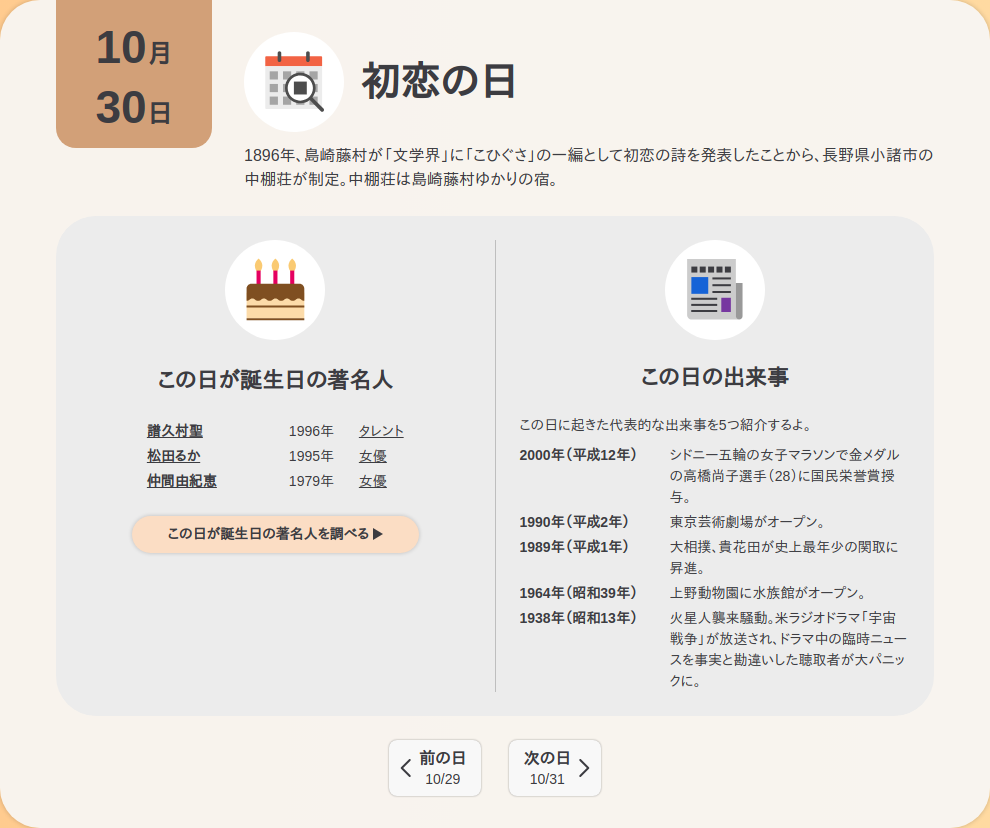 10月
30日
初恋の日
1896年、島崎藤村が「文学界」に「こひぐさ」の一編として初恋の詩を発表したことから、長野県小諸市の
中棚荘が制定。中棚荘は島崎藤村ゆかりの宿。
この日が誕生日の著名人
譜久村聖 1996年 タレント
松田るか 1995年 女優
仲間由紀恵 1979年 女優
この日が誕生日の著名人を調べる▶
この日の出来事
この日に起きた代表的な出来事を5つ紹介するよ。
2000年（平成12年） シドニー五輪の女子マラソンで金メダル
の高橋尚子選手（28）に国民栄誉賞授
与。
1990年（平成2年） 東京芸術劇場がオープン。
1989年（平成1年） 大相撲、貴花田が史上最年少の関取に
昇進。
1964年（昭和39年） 上野動物園に水族館がオープン。
1938年（昭和13年） 火星人襲来騒動。米ラジオドラマ「宇宙
戦争」が放送され、ドラマ中の臨時ニュー
スを事実と勘違いした聴取者が大パニッ
クに。
前の日
10/29
次の日
10/31